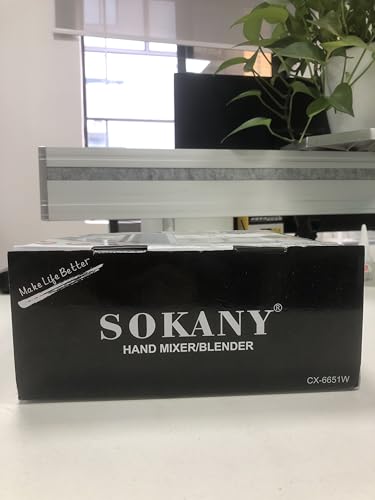 Make Life Better
SOKANY®
HAND MIXER/BLENDER
CX-6651W